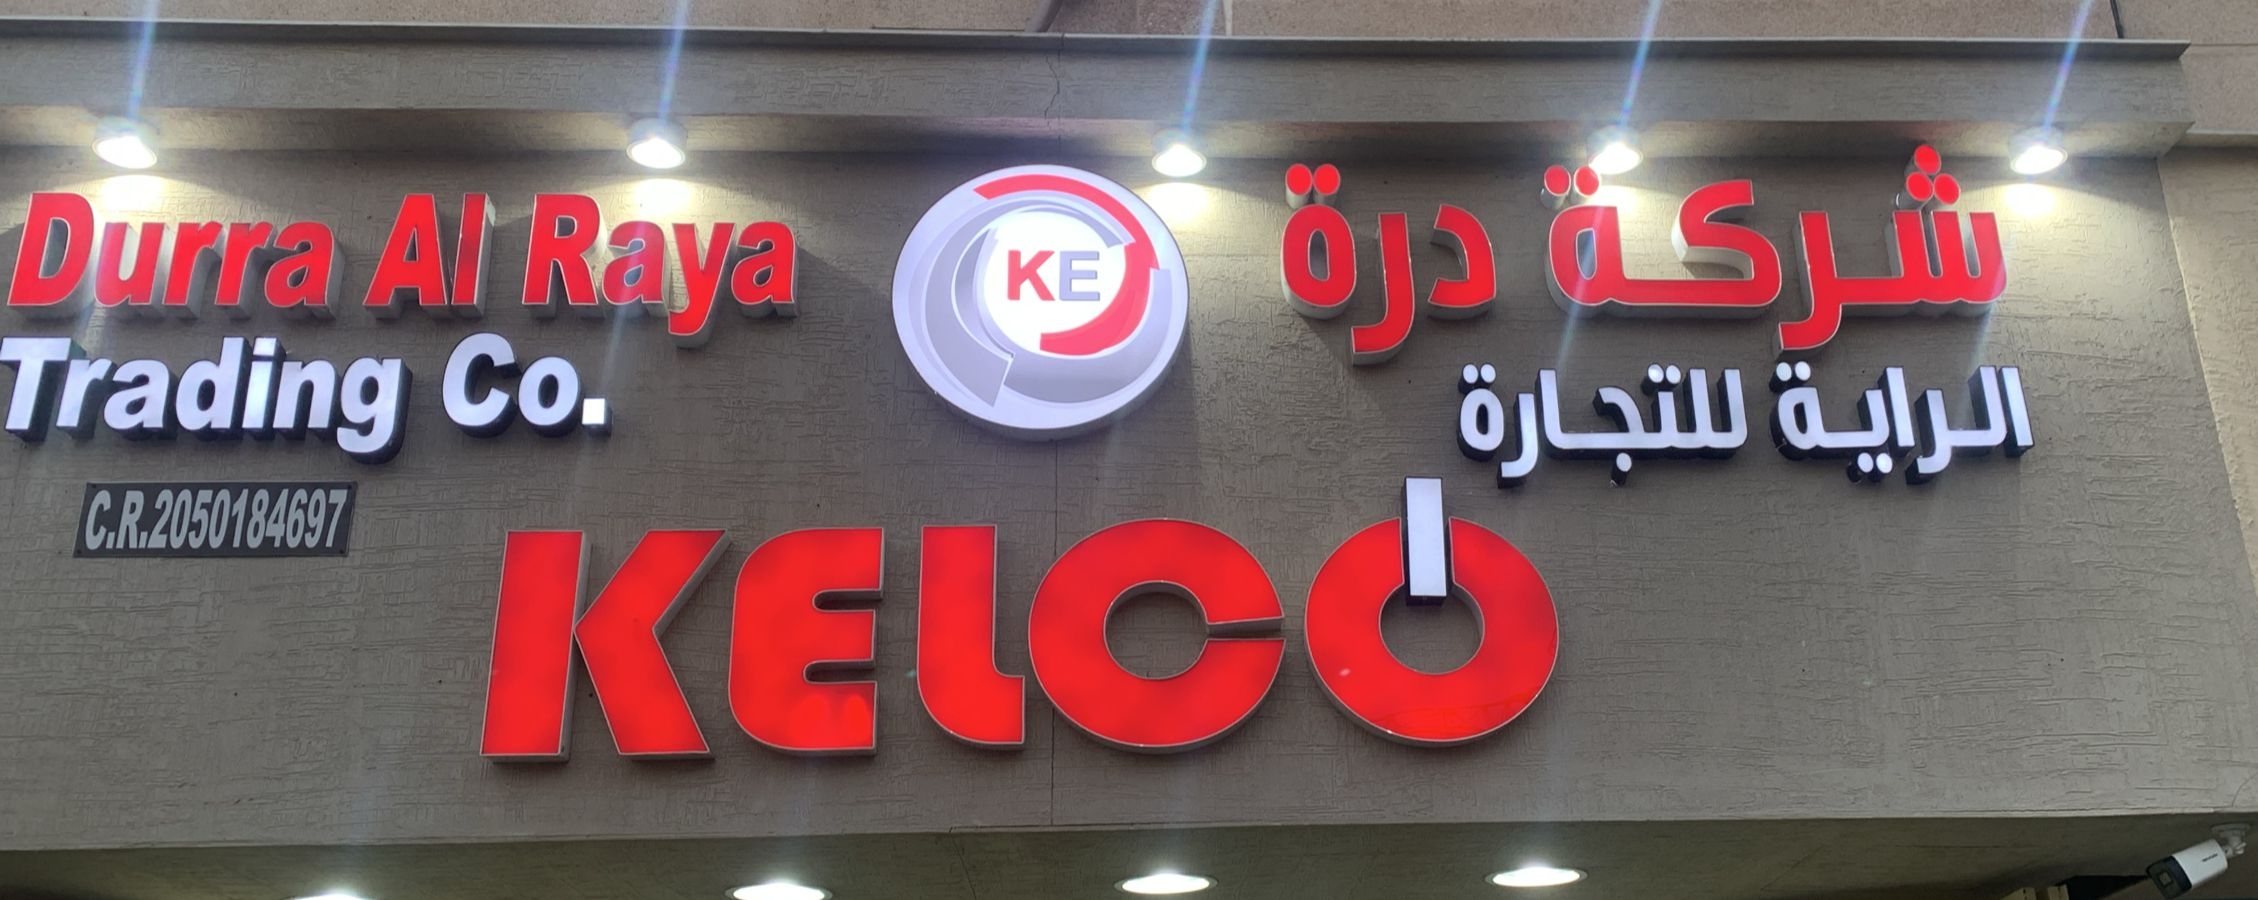 Durra Al Raya
Trading Co.
C.R.2050184697
KE
شركة درة
الراية للتجارة
KELCO